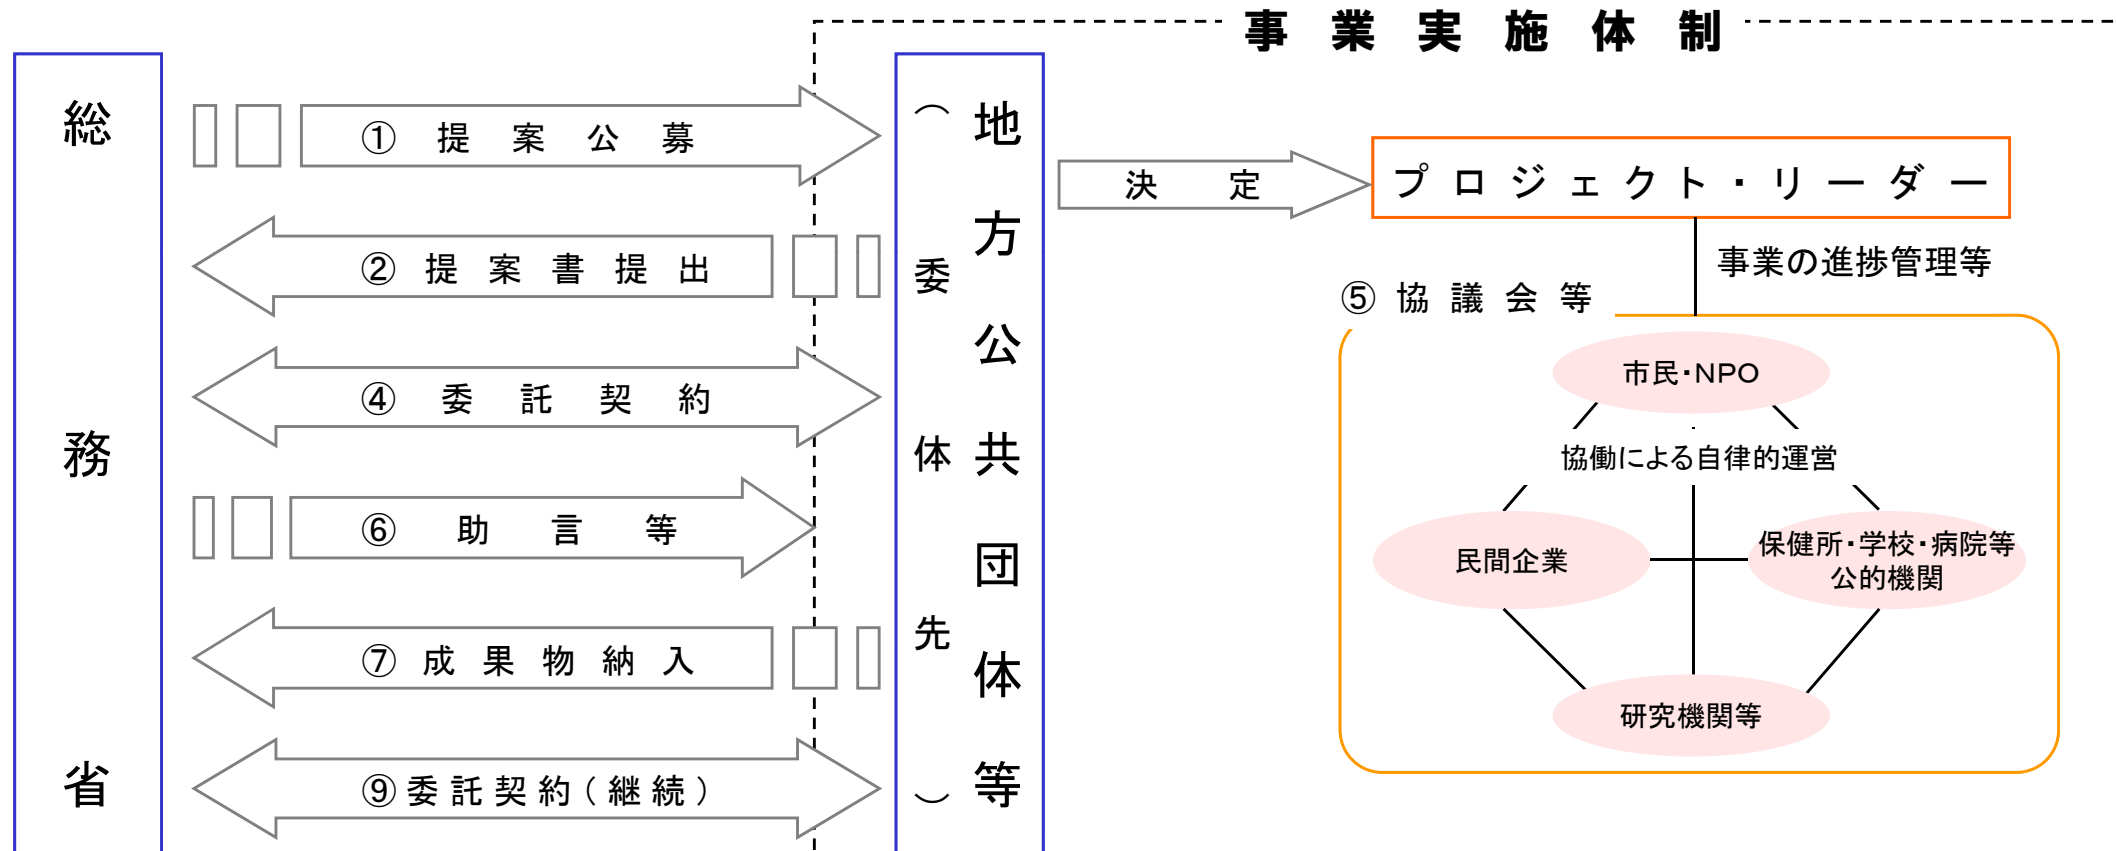 事業実施体制
総務省
①提案公募
②提案書提出
④委託契約
⑥助言等
⑦成果物納入
⑨委託契約(継続)
地方公共団体等
(委体先)
決定
プロジェクト・リーダー
事業の進捗管理等
⑤協議会等
市民・NPO
協働による自律的運営
民間企業
保健所・学校・病院等
公的機関
研究機関等